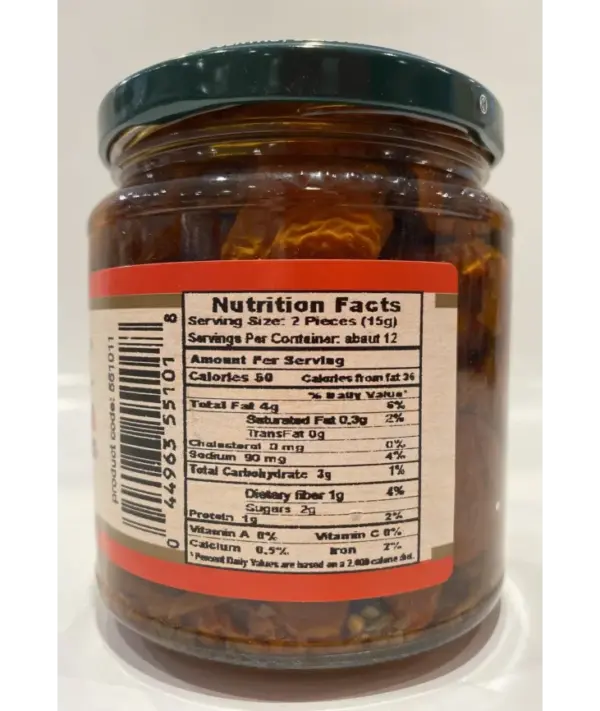 Nutrition Facts
Serving Size: 2 Pieces (15g)
Servings Per Container: about 12
Amount Per Serving
Calories 50 Calories from fat 36
% Daily Value*
Total Fat 4g 6%
Saturated Fat 0,3g 2%
TransFat 0g
Cholesterol 0 mg 0%
Sodium 90 mg 4%
Total Carbohydrate 3g 1%
Dietary fiber 1g 4%
Sugars 2g
Protein 1g 2%
Vitamin A 0% Vitamin C 0%
Calcium 0.5% Iron 2%
* Percent Daily Values are based on a 2.000 calorie diet.
0 44963 55101 8
product code: 551011